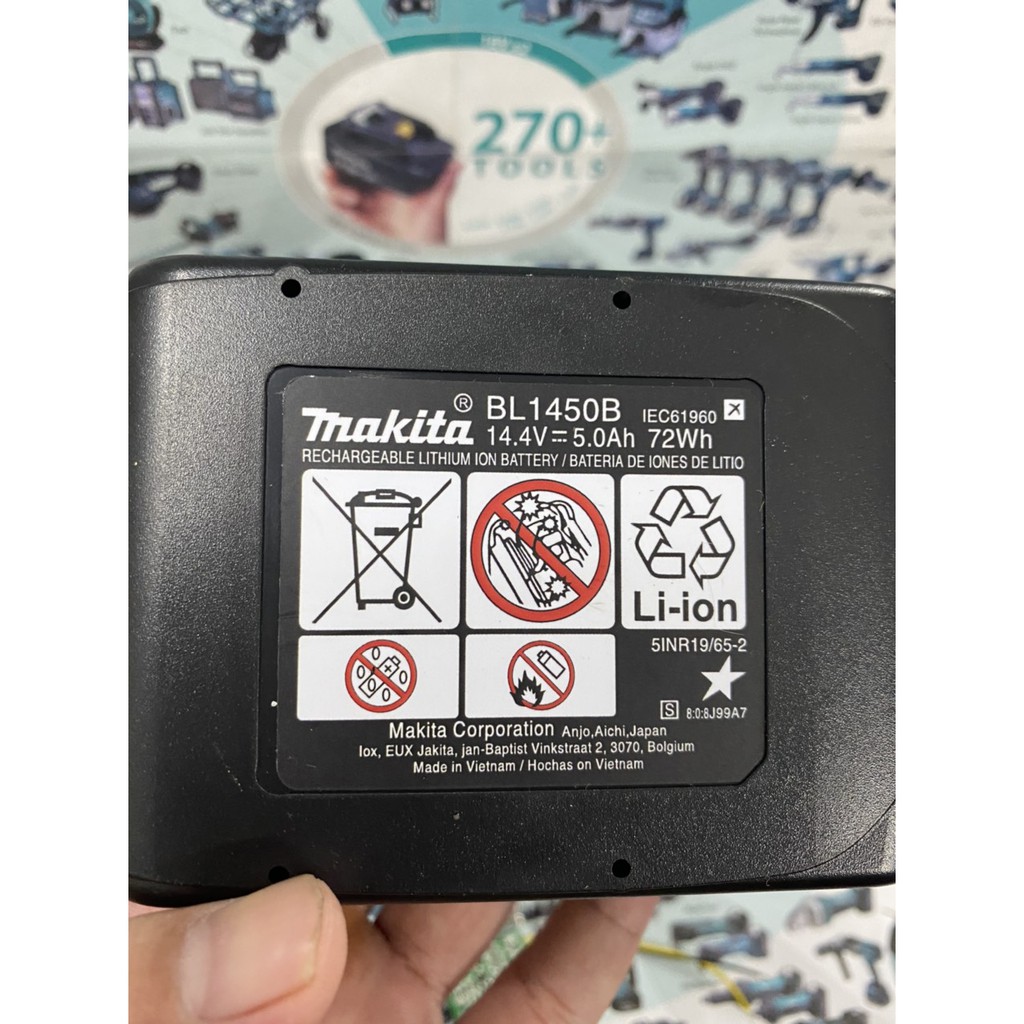 270+
TOOLS
makita ® BL1450B IEC61960
14.4V 5.0Ah 72Wh
RECHARGEABLE LITHIUM ION BATTERY / BATERIA DE IONES DE LITIO
Li-ion
5INR19/65-2
S 8:0:8J99A7
Makita Corporation Anjo,Aichi,Japan
Iox, EUX Jakita, jan-Baptist Vinkstraat 2, 3070, Bolgium
Made in Vietnam / Hochas on Vietnam